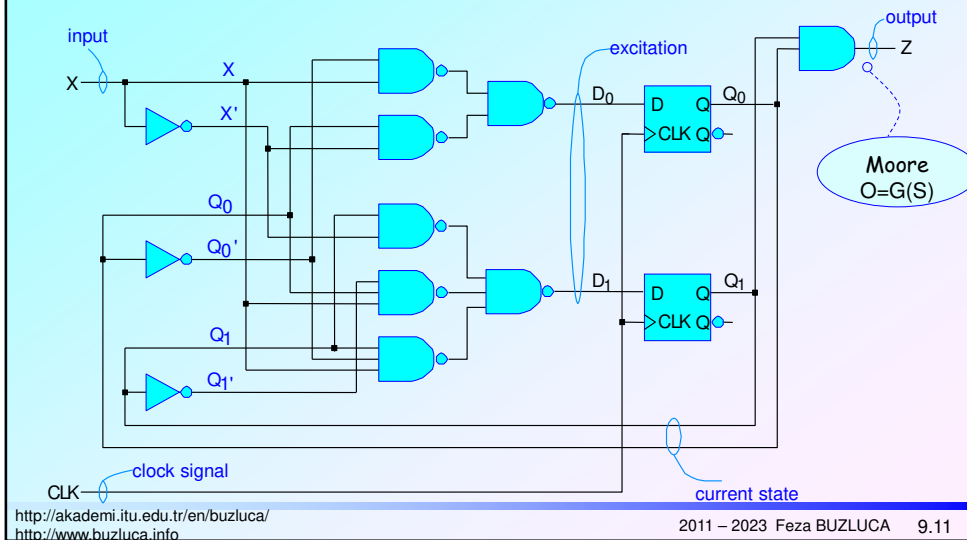 output
input
X
X
excitation
Z
X'
D0
D
Q
Q0
CLK
Q
Moore
O=G(S)
Q0
Q0'
D1
D
Q
Q1
CLK
Q
Q1
Q1'
clock signal
CLK
current state
http://akademi.itu.edu.tr/en/buzluca/
http://www.buzluca.info
2011 – 2023 Feza BUZLUCA
9.11